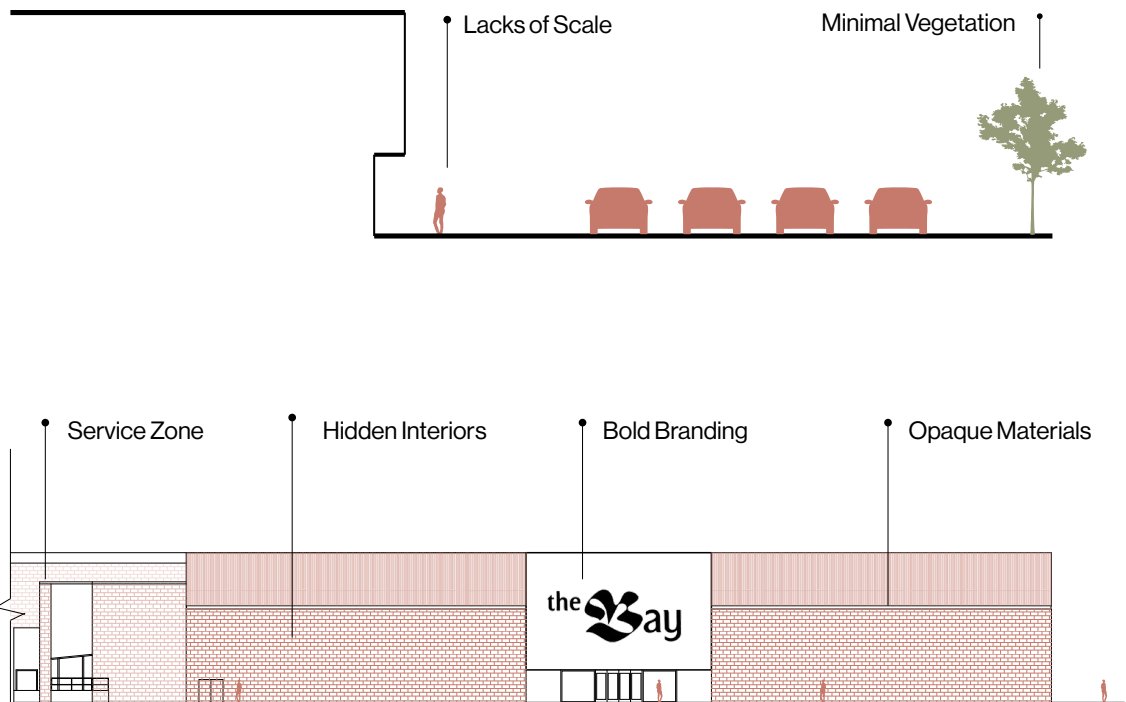 Lacks of Scale
Minimal Vegetation
Service Zone
Hidden Interiors
Bold Branding
Opaque Materials
the Bay